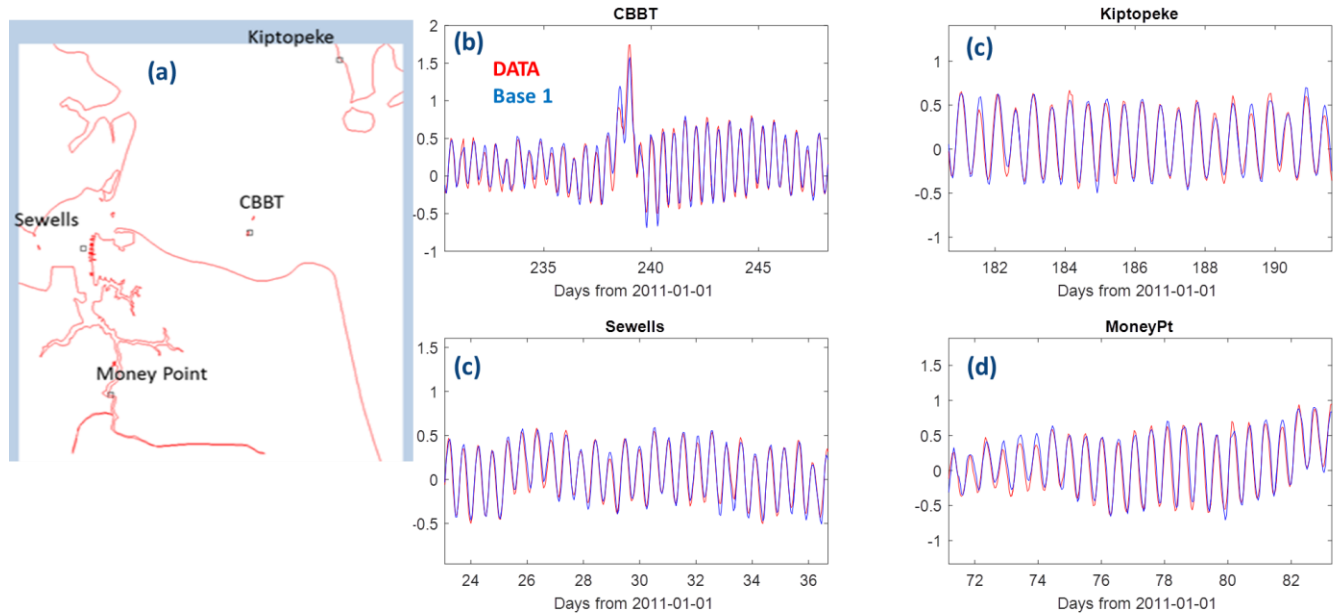 Kiptopeke
(a)
CBBT
Sewells
Money Point
CBBT
(b)
DATA
Base 1
2
1.5
1
0.5
0
-0.5
-1
235 240 245
Days from 2011-01-01
Kiptopeke
(c)
1
0.5
0
-0.5
-1
182 184 186 188 190
Days from 2011-01-01
Sewells
(c)
1.5
1
0.5
0
-0.5
24 26 28 30 32 34 36
Days from 2011-01-01
MoneyPt
(d)
1.5
1
0.5
0
-0.5
-1
72 74 76 78 80 82
Days from 2011-01-01